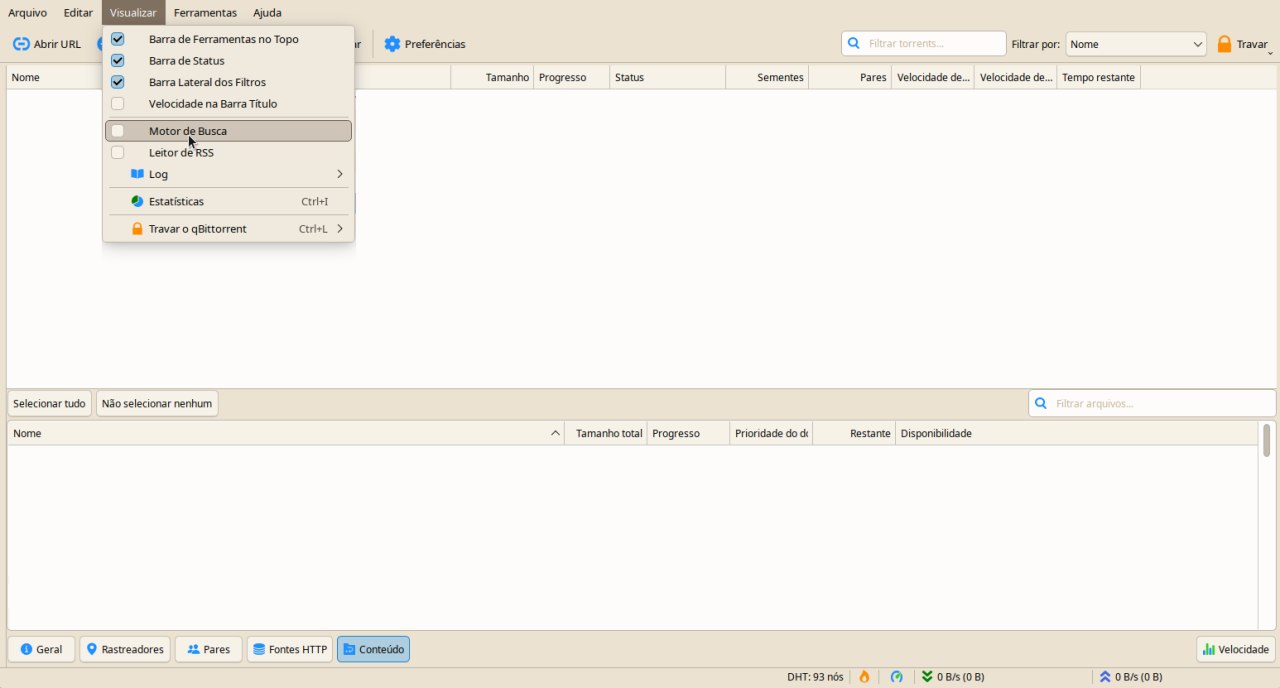 Arquivo Editar Visualizar Ferramentas Ajuda
Abrir URL Preferências Filtrar torrents... Filtrar por: Nome Travar
Barra de Ferramentas no Topo
Barra de Status
Barra Lateral dos Filtros
Velocidade na Barra Título
Motor de Busca
Leitor de RSS
Log
Estatísticas Ctrl+I
Travar o qBittorrent Ctrl+L
Nome Tamanho Progresso Status Sementes Pares Velocidade de... Velocidade de... Tempo restante
Selecionar tudo Não selecionar nenhum Filtrar arquivos...
Nome Tamanho total Progresso Prioridade do Restante Disponibilidade
Geral Rastreadores Pares Fontes HTTP Conteúdo Velocidade
DHT: 93 nós 0 B/s (0 B) 0 B/s (0 B)